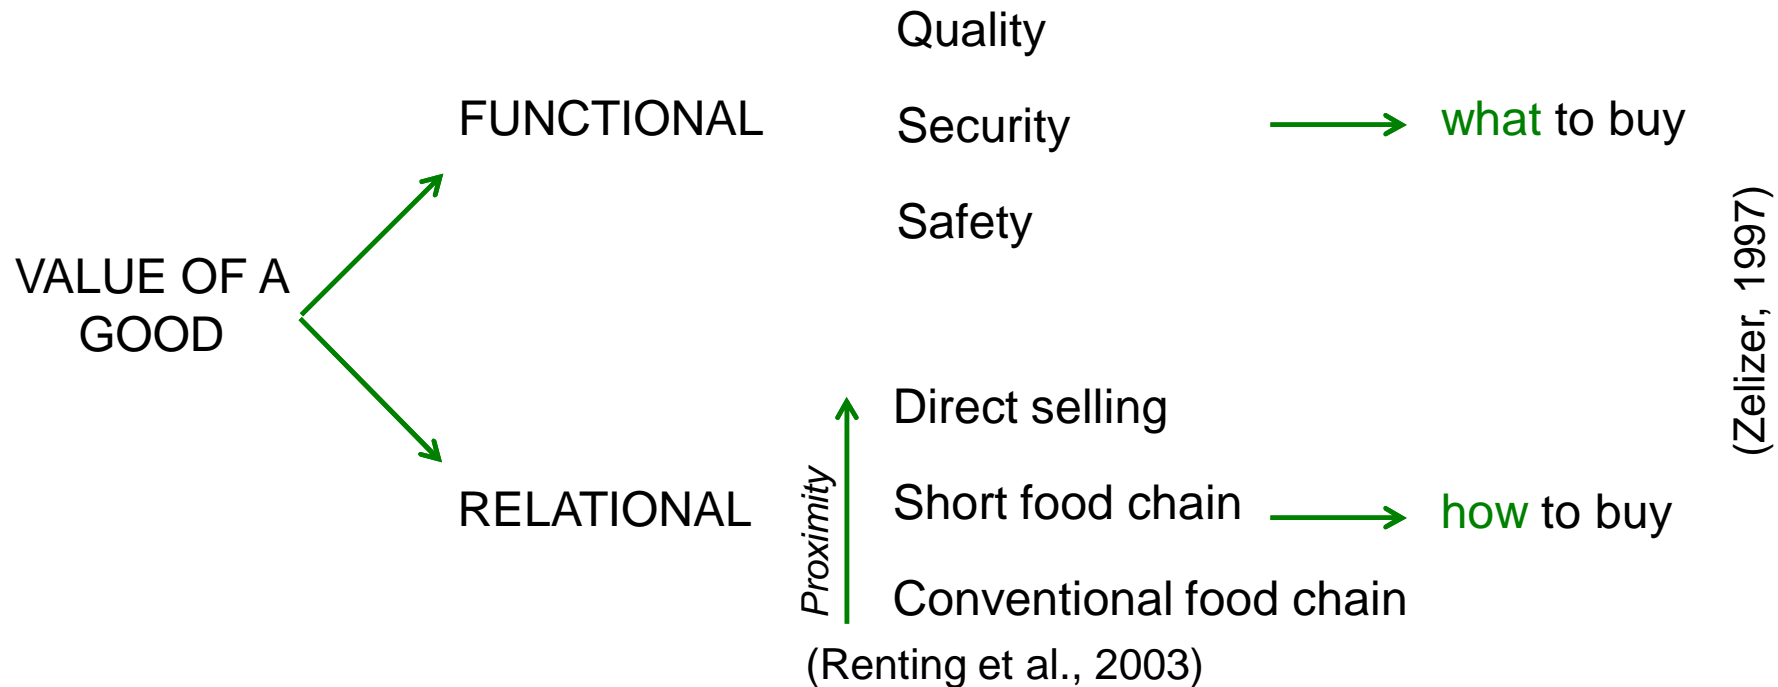 Quality
FUNCTIONAL
Security
what to buy
Safety
VALUE OF A
GOOD
(Zelizer, 1997)
Direct selling
Proximity
RELATIONAL
Short food chain
how to buy
Conventional food chain
(Renting et al., 2003)